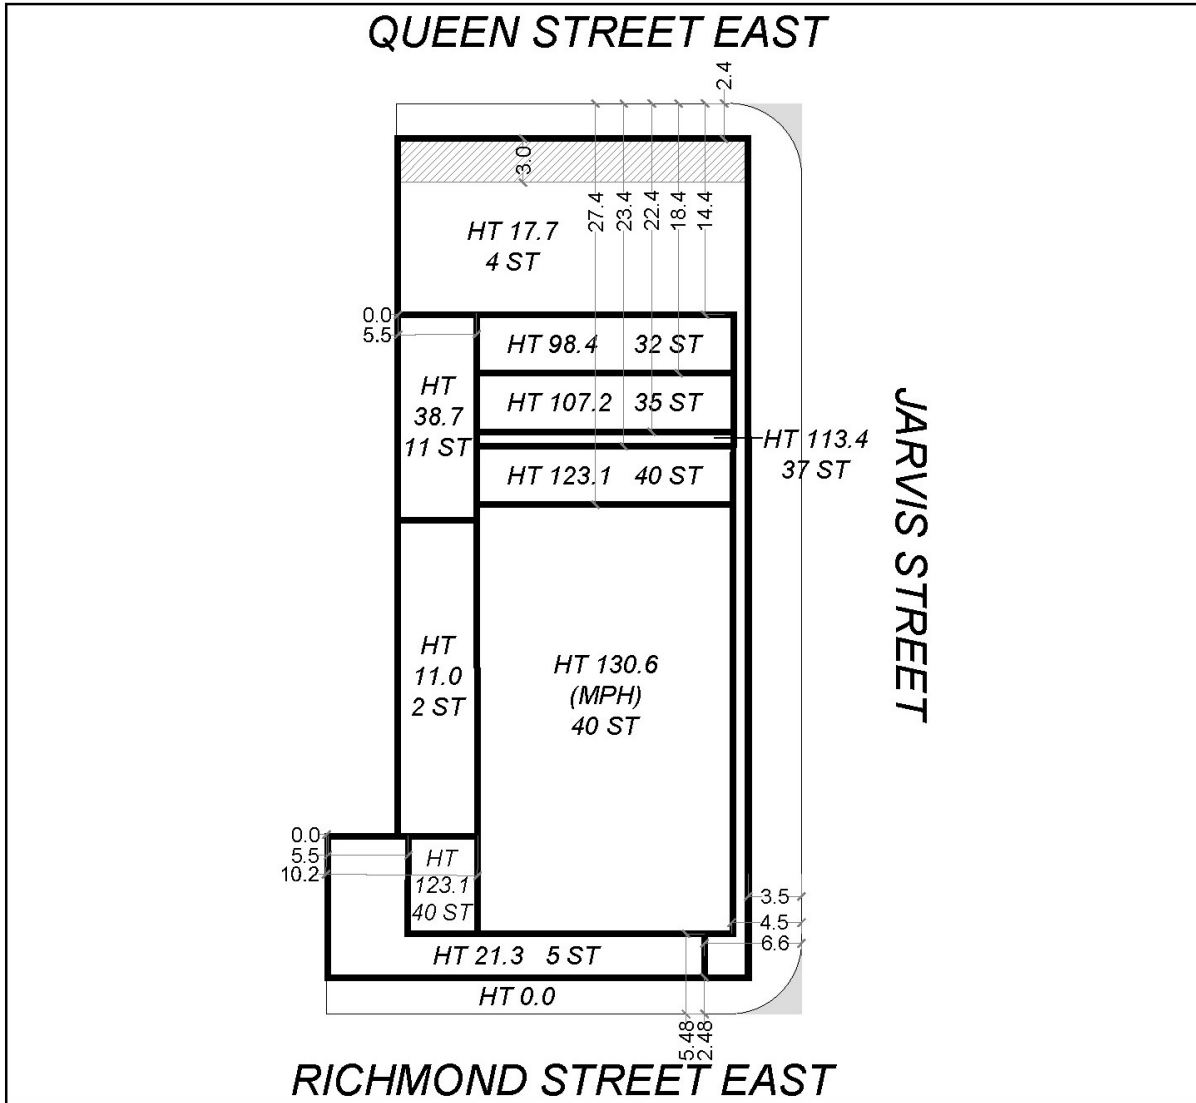 QUEEN STREET EAST
2.4
3.0
27.4
23.4
22.4
18.4
14.4
HT 17.7
4 ST
0.0
5.5
HT 98.4 32 ST
HT
38.7
11 ST
HT 107.2 35 ST
HT 113.4
37 ST
HT 123.1 40 ST
JARVIS STREET
HT
11.0
2 ST
HT 130.6
(MPH)
40 ST
0.0
5.5
10.2
HT
123.1
40 ST
3.5
4.5
6.6
HT 21.3 5 ST
HT 0.0
5.48
2.48
RICHMOND STREET EAST